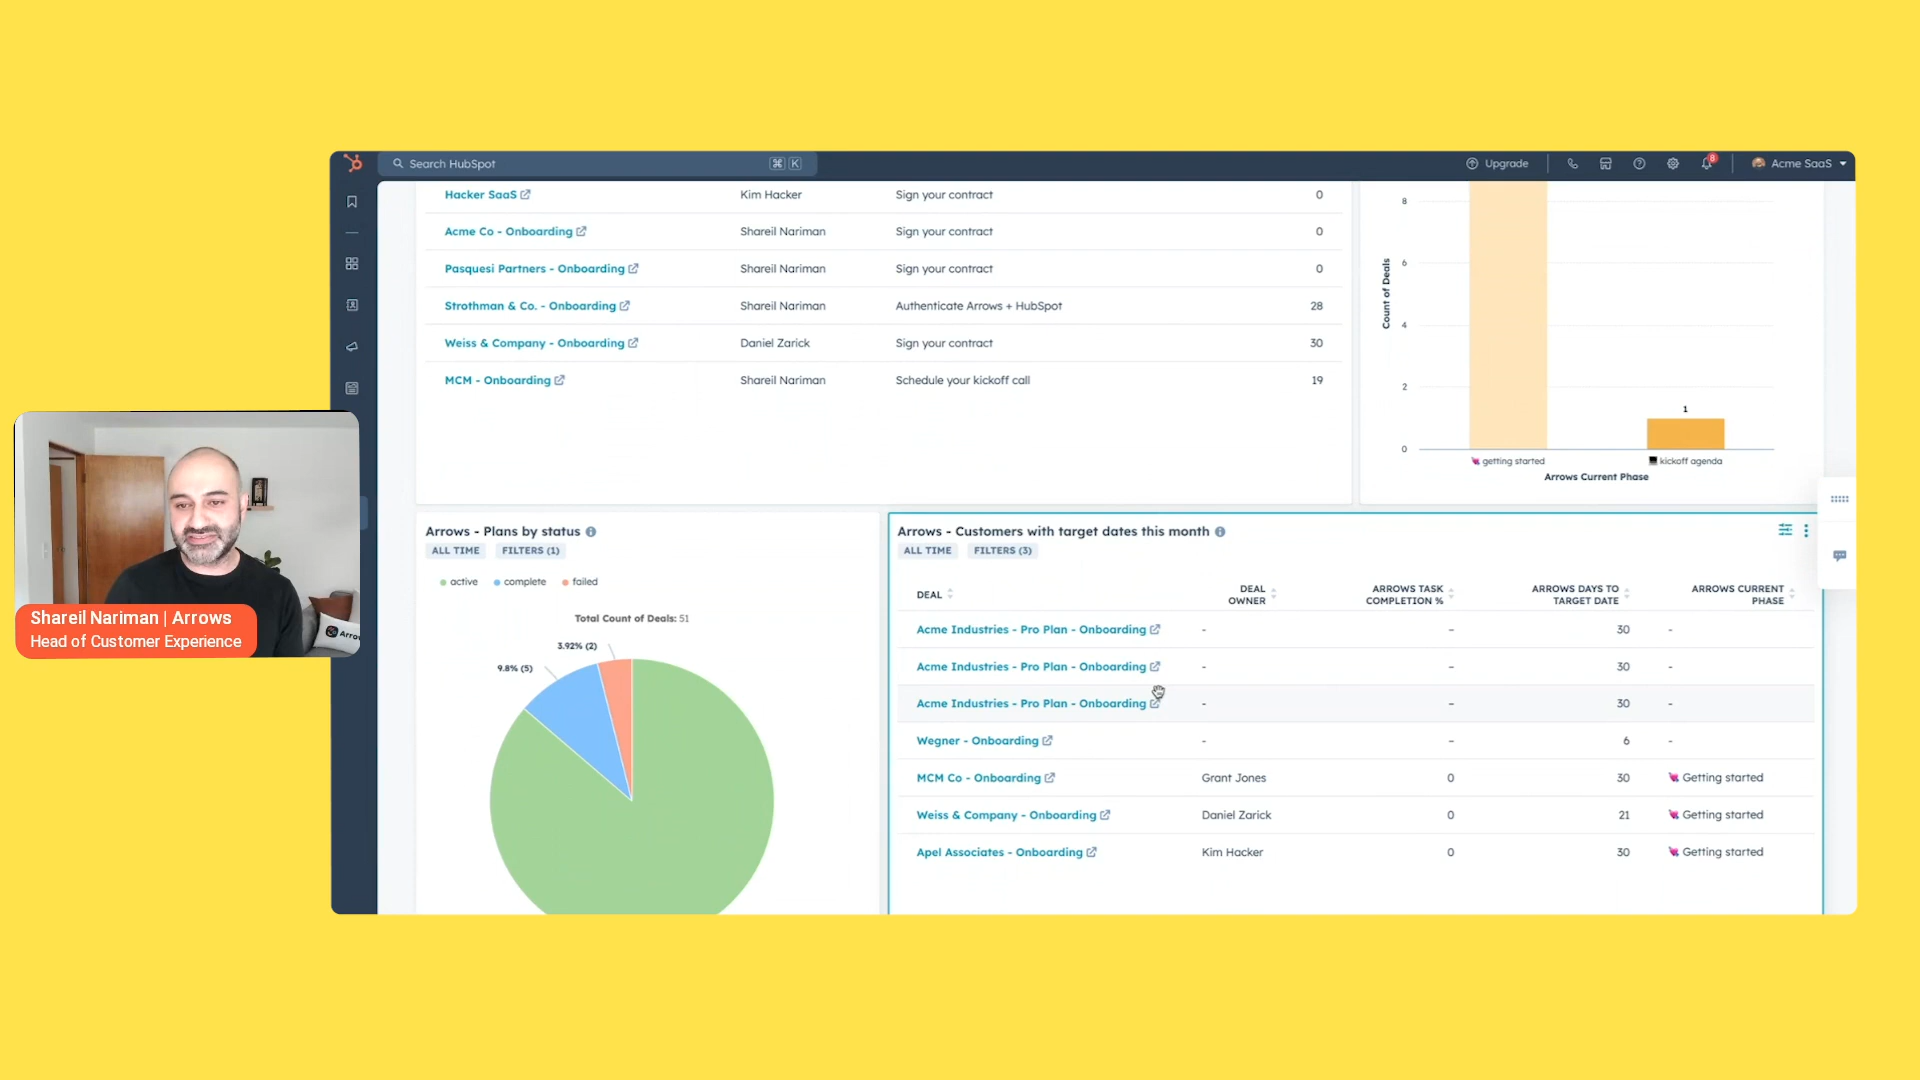 Search HubSpot
⌘ K
Upgrade
8
Acme SaaS
Hacker SaaS Kim Hacker Sign your contract 0
Acme Co - Onboarding Shareil Nariman Sign your contract 0
Pasquesi Partners - Onboarding Shareil Nariman Sign your contract 0
Strothman & Co. - Onboarding Shareil Nariman Authenticate Arrows + HubSpot 28
Weiss & Company - Onboarding Daniel Zarick Sign your contract 30
MCM - Onboarding Shareil Nariman Schedule your kickoff call 19
Count of Deals
8
6
4
2
0
1
getting started
kickoff agenda
Arrows Current Phase
Shareil Nariman | Arrows
Head of Customer Experience
Arro
Arrows - Plans by status
ALL TIME FILTERS (1)
active complete failed
Total Count of Deals: 51
3.92% (2)
9.8% (5)
Arrows - Customers with target dates this month
ALL TIME FILTERS (3)
DEAL
DEAL
OWNER
ARROWS TASK
COMPLETION %
ARROWS DAYS TO
TARGET DATE
ARROWS CURRENT
PHASE
Acme Industries - Pro Plan - Onboarding - - 30 -
Acme Industries - Pro Plan - Onboarding - - 30 -
Acme Industries - Pro Plan - Onboarding - - 30 -
Wegner - Onboarding - - 6 -
MCM Co - Onboarding Grant Jones 0 30 Getting started
Weiss & Company - Onboarding Daniel Zarick 0 21 Getting started
Apel Associates - Onboarding Kim Hacker 0 30 Getting started